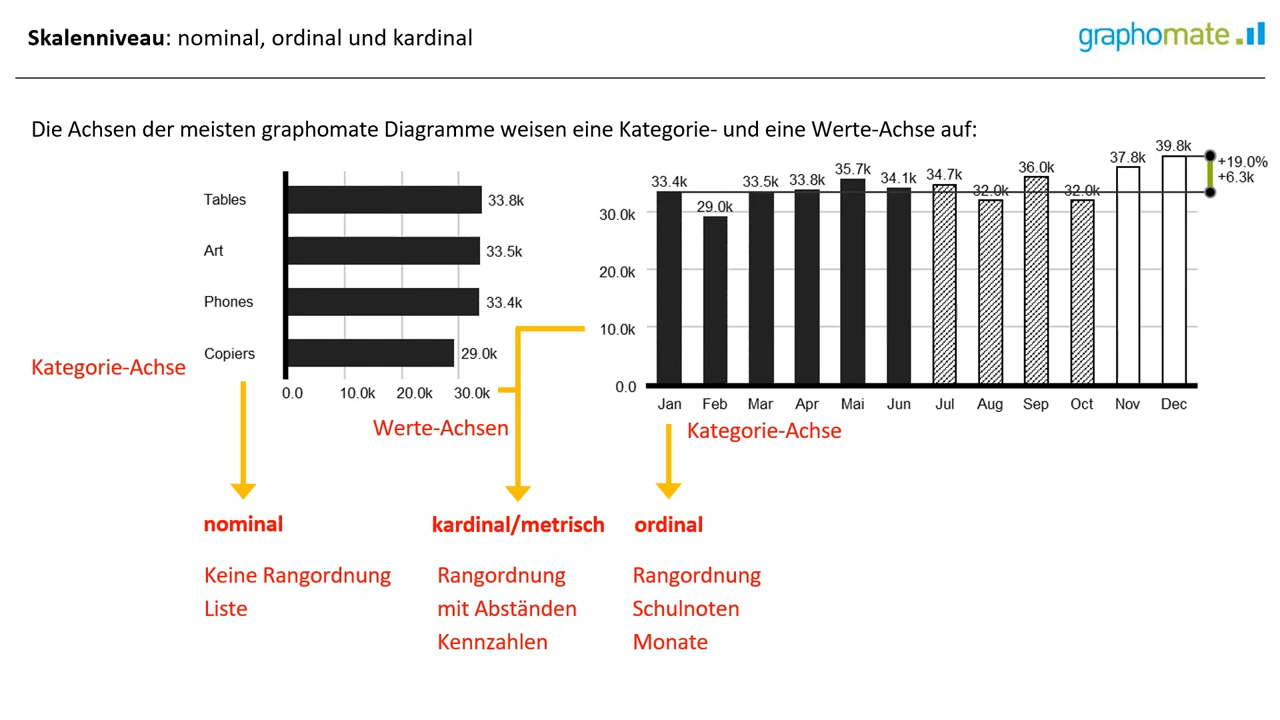 Skalenniveau: nominal, ordinal und kardinal
graphomate
Die Achsen der meisten graphomate Diagramme weisen eine Kategorie- und eine Werte-Achse auf:
Tables 33.8k
Art 33.5k
Phones 33.4k
Copiers 29.0k
0.0 10.0k 20.0k 30.0k
Kategorie-Achse
Werte-Achsen
33.4k 29.0k 33.5k 33.8k 35.7k 34.1k 34.7k 32.0k 36.0k 32.0k 37.8k 39.8k
+19.0%
+6.3k
30.0k
20.0k
10.0k
0.0
Jan Feb Mar Apr Mai Jun Jul Aug Sep Oct Nov Dec
Kategorie-Achse
nominal
Keine Rangordnung
Liste
kardinal/metrisch
Rangordnung
mit Abständen
Kennzahlen
ordinal
Rangordnung
Schulnoten
Monate